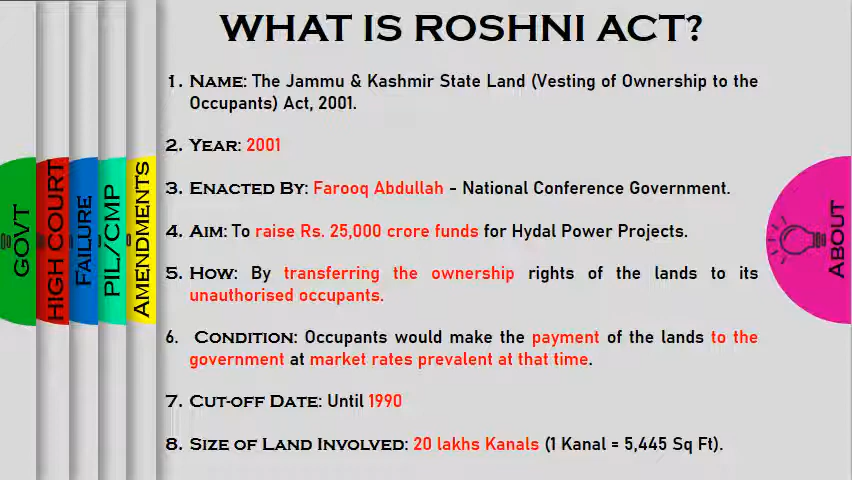 WHAT IS ROSHNI ACT?
1. NAME: The Jammu & Kashmir State Land (Vesting of Ownership to the
Occupants) Act, 2001.
2. YEAR: 2001
3. ENACTED BY: Farooq Abdullah - National Conference Government.
4. AIM: To raise Rs. 25,000 crore funds for Hydal Power Projects.
5. HOW: By transferring the ownership rights of the lands to its
unauthorised occupants.
6. CONDITION: Occupants would make the payment of the lands to the
government at market rates prevalent at that time.
7. CUT-OFF DATE: Until 1990
8. SIZE OF LAND INVOLVED: 20 lakhs Kanals (1 Kanal = 5,445 Sq Ft).
GOVT
HIGH COURT
FAILURE
PIL/CMP
AMENDMENTS
ABOUT